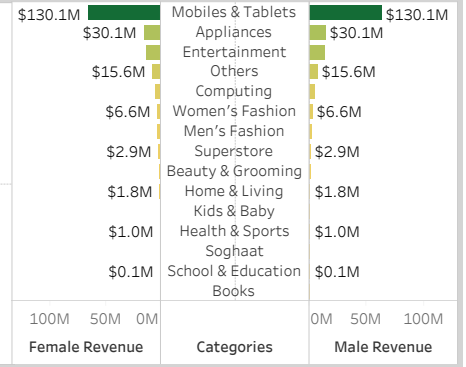 $130.1M Mobiles & Tablets $130.1M
$30.1M Appliances $30.1M
Entertainment
$15.6M Others $15.6M
Computing
$6.6M Women's Fashion $6.6M
Men's Fashion
$2.9M Superstore $2.9M
Beauty & Grooming
$1.8M Home & Living $1.8M
Kids & Baby
$1.0M Health & Sports $1.0M
Soghaat
$0.1M School & Education $0.1M
Books
100M 50M 0M 0M 50M 100M
Female Revenue Categories Male Revenue